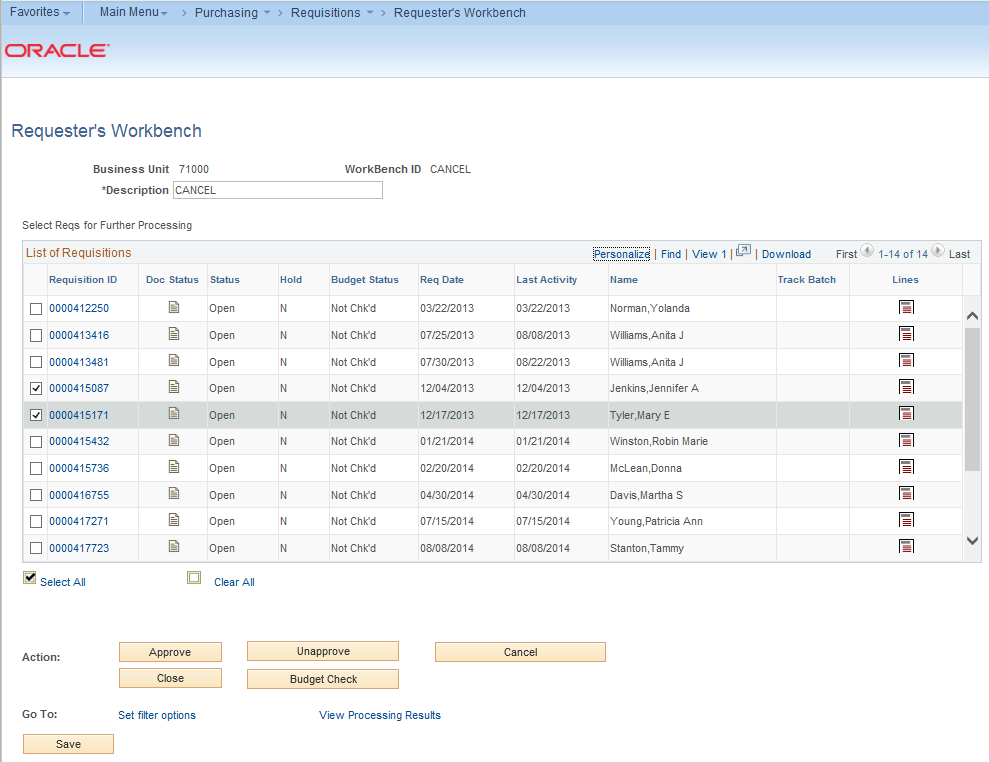 Favorites Main Menu > Purchasing > Requisitions > Requester's Workbench
ORACLE
Requester's Workbench
Business Unit 71000 WorkBench ID CANCEL
*Description CANCEL
Select Reqs for Further Processing
List of Requisitions Personalize | Find | View 1 | | Download First 1-14 of 14 Last
Requisition ID Doc Status Status Hold Budget Status Req Date Last Activity Name Track Batch Lines
0000412250 Open N Not Chk'd 03/22/2013 03/22/2013 Norman,Yolanda
0000413416 Open N Not Chk'd 07/25/2013 08/08/2013 Williams,Anita J
0000413481 Open N Not Chk'd 07/30/2013 08/22/2013 Williams,Anita J
0000415087 Open N Not Chk'd 12/04/2013 12/04/2013 Jenkins,Jennifer A
0000415171 Open N Not Chk'd 12/17/2013 12/17/2013 Tyler,Mary E
0000415432 Open N Not Chk'd 01/21/2014 01/21/2014 Winston,Robin Marie
0000415736 Open N Not Chk'd 02/20/2014 02/20/2014 McLean,Donna
0000416755 Open N Not Chk'd 04/30/2014 04/30/2014 Davis,Martha S
0000417271 Open N Not Chk'd 07/15/2014 07/15/2014 Young,Patricia Ann
0000417723 Open N Not Chk'd 08/08/2014 08/08/2014 Stanton,Tammy
Select All Clear All
Action: Approve Unapprove Cancel
Close Budget Check
Go To: Set filter options View Processing Results
Save